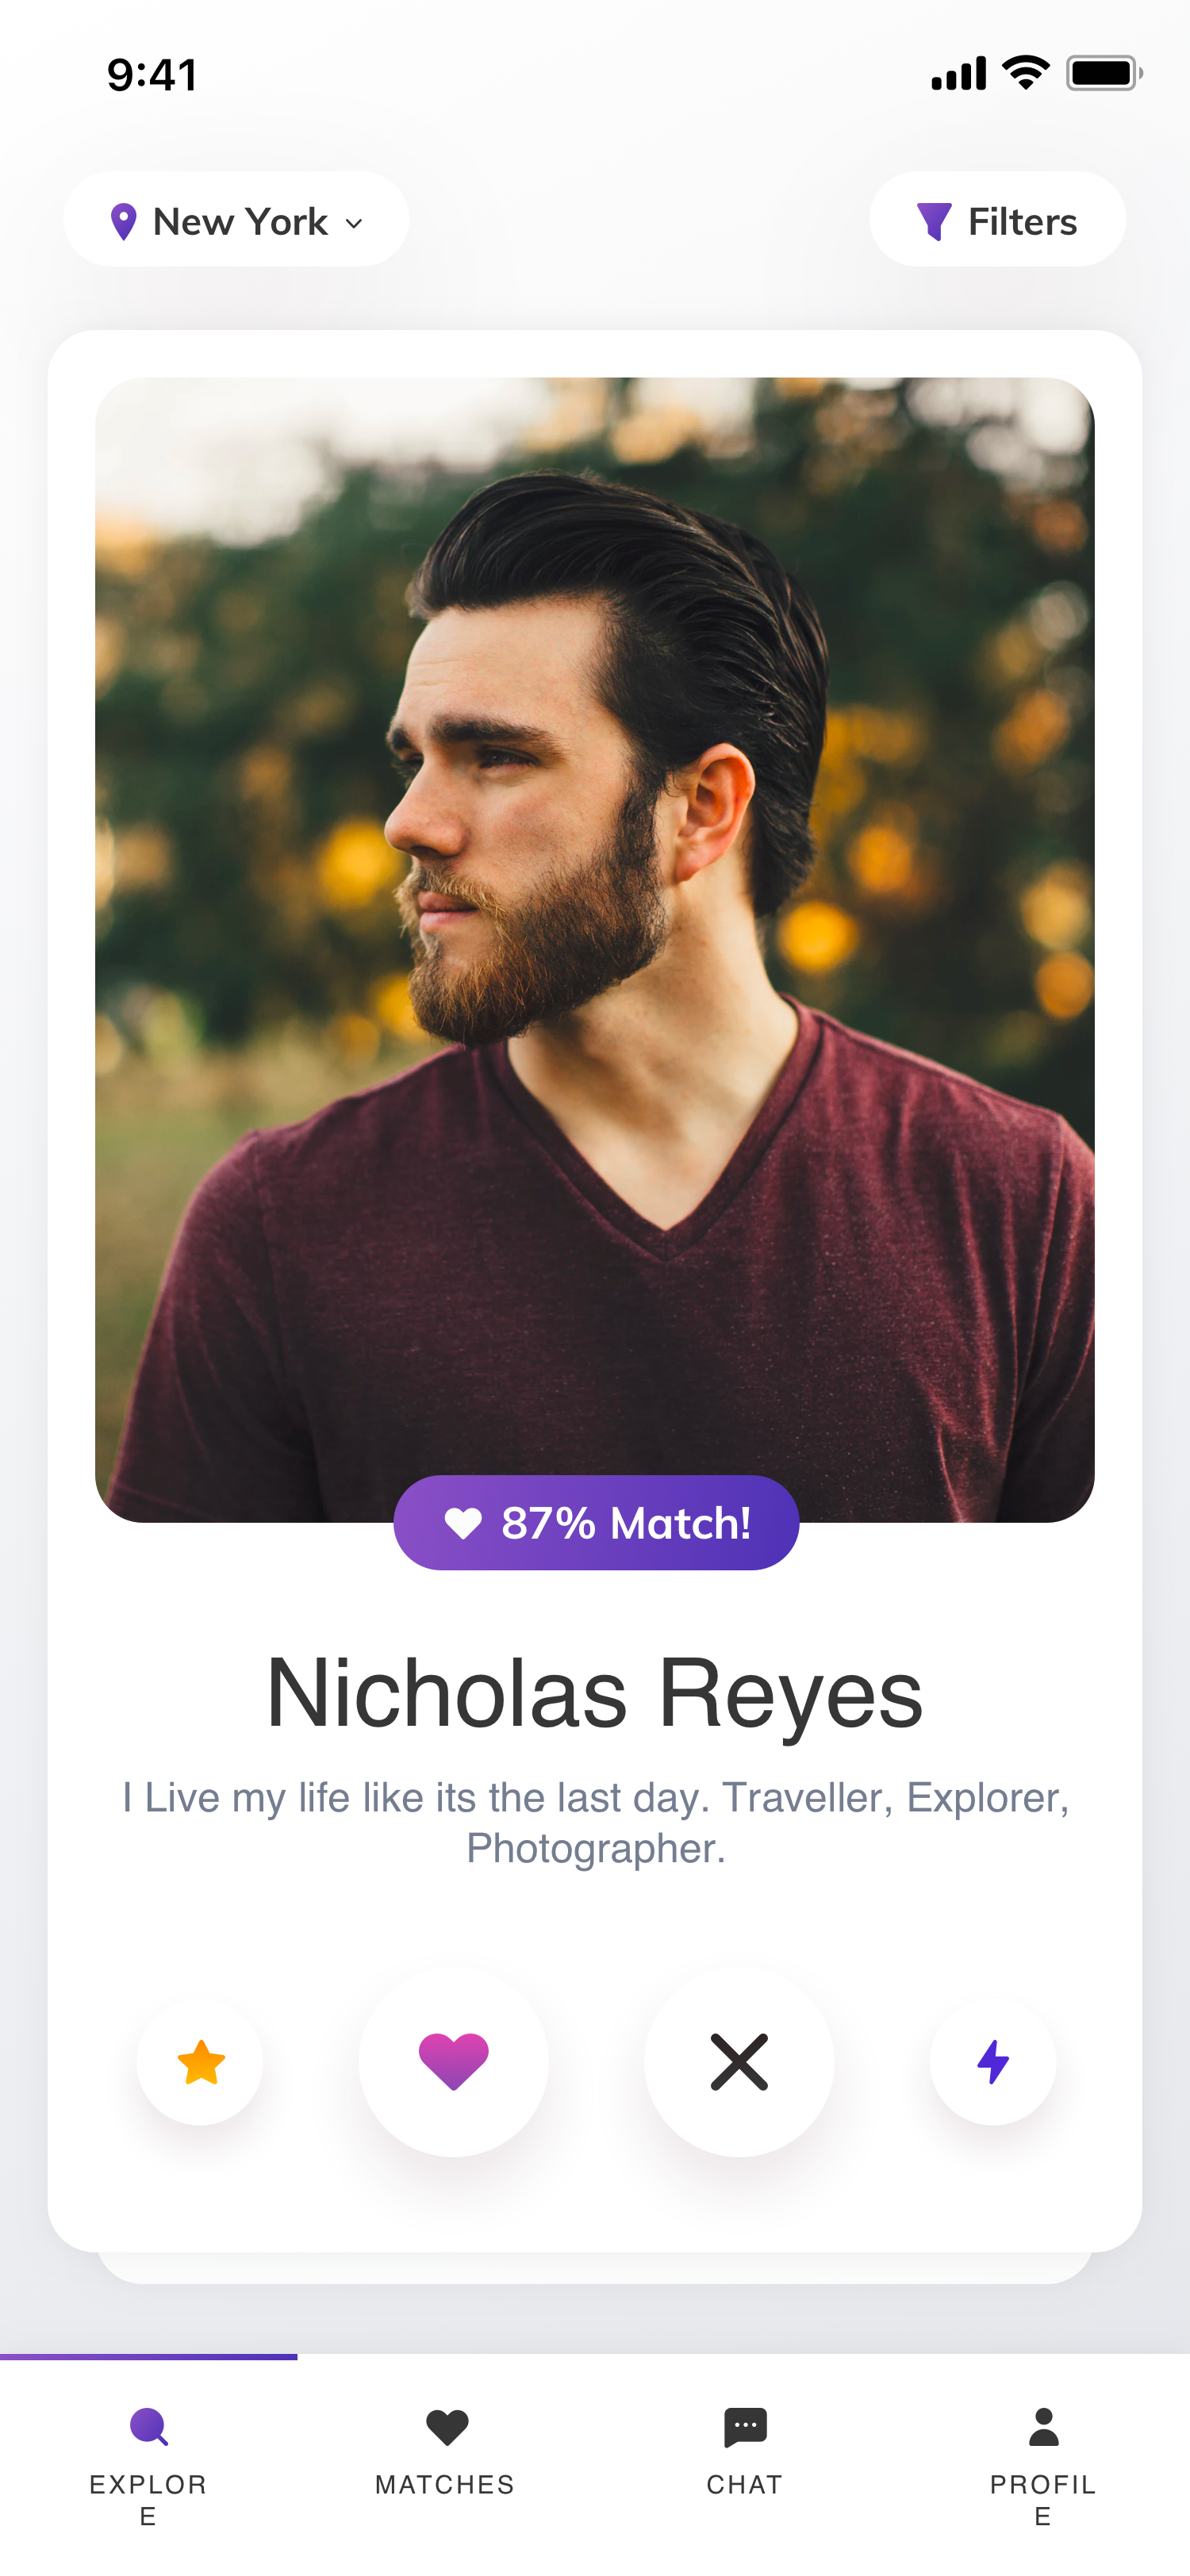 9:41
New York
Filters
87% Match!
Nicholas Reyes
I Live my life like its the last day. Traveller, Explorer,
Photographer.
EXPLOR
E
MATCHES
CHAT
PROFIL
E